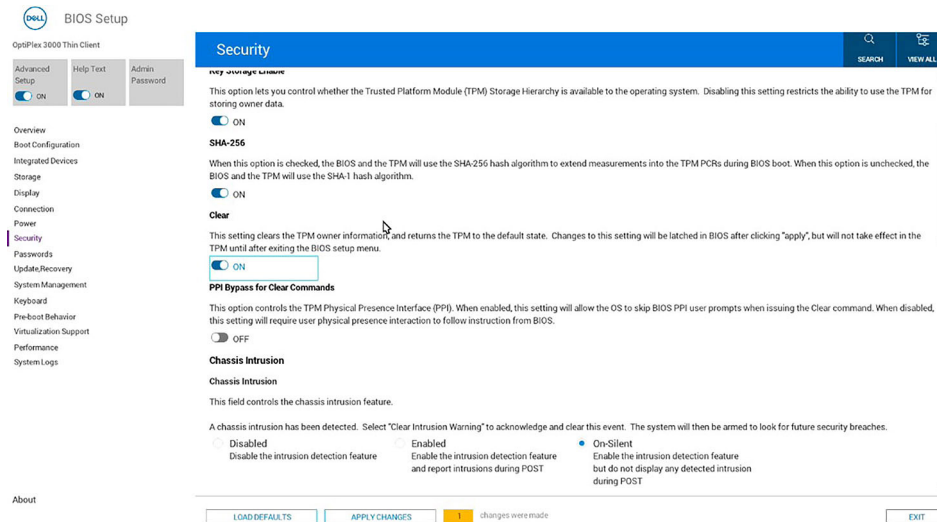 DELL
BIOS Setup
OptiPlex 3000 Thin Client
Advanced
Setup
ON
Help Text
ON
Admin
Password
Overview
Boot Configuration
Integrated Devices
Storage
Display
Connection
Power
Security
Passwords
Update,Recovery
System Management
Keyboard
Pre-boot Behavior
Virtualization Support
Performance
System Logs
About
Security
SEARCH
VIEW ALL
Key Storage Enable
This option lets you control whether the Trusted Platform Module (TPM) Storage Hierarchy is available to the operating system. Disabling this setting restricts the ability to use the TPM for
storing owner data.
ON
SHA-256
When this option is checked, the BIOS and the TPM will use the SHA-256 hash algorithm to extend measurements into the TPM PCRs during BIOS boot. When this option is unchecked, the
BIOS and the TPM will use the SHA-1 hash algorithm.
ON
Clear
This setting clears the TPM owner information, and returns the TPM to the default state. Changes to this setting will be latched in BIOS after clicking "apply", but will not take effect in the
TPM until after exiting the BIOS setup menu.
ON
PPI Bypass for Clear Commands
This option controls the TPM Physical Presence Interface (PPI). When enabled, this setting will allow the OS to skip BIOS PPI user prompts when issuing the Clear command. When disabled,
this setting will require user physical presence interaction to follow instruction from BIOS.
OFF
Chassis Intrusion
Chassis Intrusion
This field controls the chassis intrusion feature.
A chassis intrusion has been detected. Select "Clear Intrusion Warning" to acknowledge and clear this event. The system will then be armed to look for future security breaches.
Disabled
Disable the intrusion detection feature
Enabled
Enable the intrusion detection feature
and report intrusions during POST
On-Silent
Enable the intrusion detection feature
but do not display any detected intrusion
during POST
LOAD DEFAULTS
APPLY CHANGES
1
changes were made
EXIT